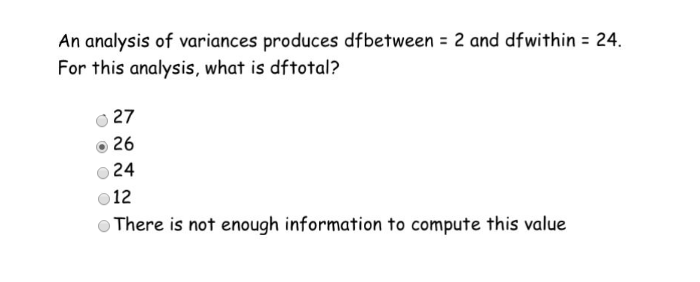 An analysis of variances produces dfbetween = 2 and dfwithin = 24.
For this analysis, what is dftotal?
27
26
24
12
There is not enough information to compute this value